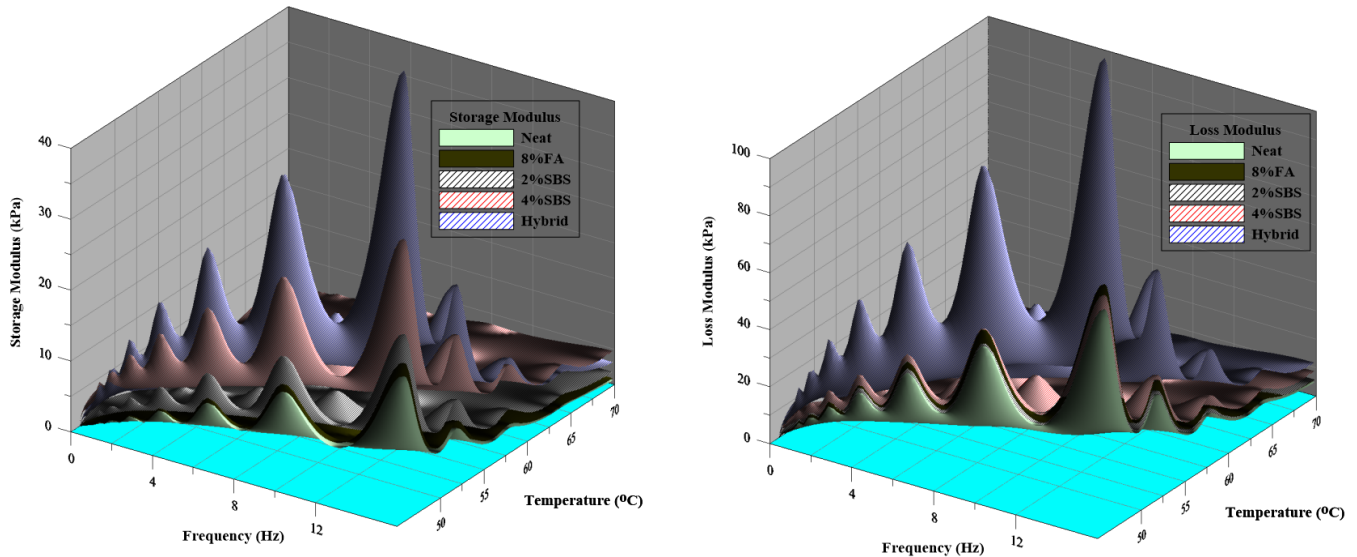 Storage Modulus
Neat
8%FA
2%SBS
4%SBS
Hybrid
Storage Modulus (kPa)
40
30
20
10
0
0
4
8
12
Frequency (Hz)
50
55
60
65
70
Temperature (⁰C)
Loss Modulus
Neat
8%FA
2%SBS
4%SBS
Hybrid
Loss Modulus (kPa)
100
80
60
40
20
0
0
4
8
12
Frequency (Hz)
50
55
60
65
70
Temperature (⁰C)